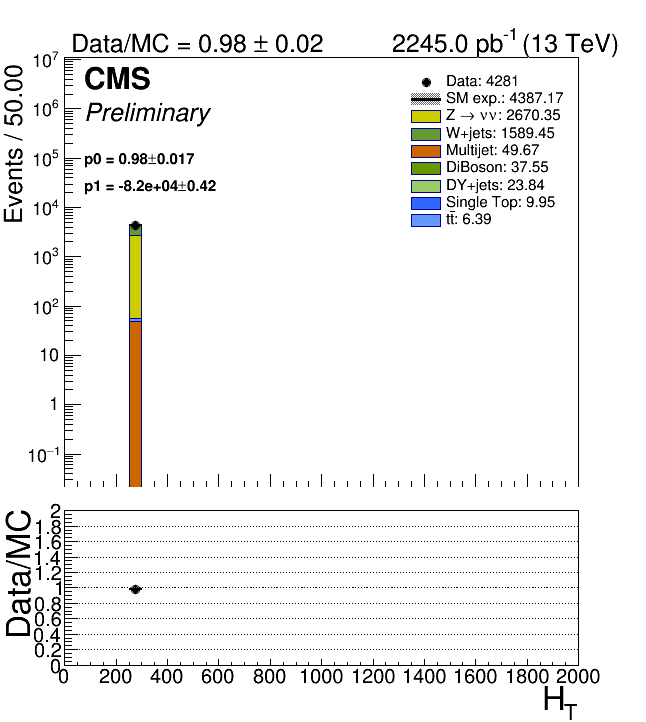 Data/MC = 0.98 ± 0.02 2245.0 pb⁻¹ (13 TeV)
CMS
Preliminary
p0 = 0.98±0.017
p1 = -8.2e+04±0.42
Data: 4281
SM exp.: 4387.17
Z → νν: 2670.35
W+jets: 1589.45
Multijet: 49.67
DiBoson: 37.55
DY+jets: 23.84
Single Top: 9.95
tt̄: 6.39
Events / 50.00
10⁷
10⁶
10⁵
10⁴
10³
10²
10
1
10⁻¹
Data/MC
2
1.8
1.6
1.4
1.2
1
0.8
0.6
0.4
0.2
0
0 200 400 600 800 1000 1200 1400 1600 1800 2000
H_T